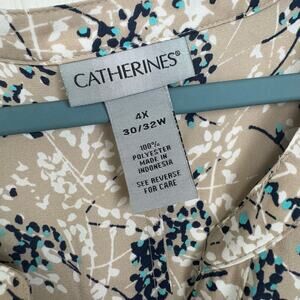 CATHERINES®
4X
30/32W
100%
POLYESTER
MADE IN
INDONESIA
SEE REVERSE
FOR CARE